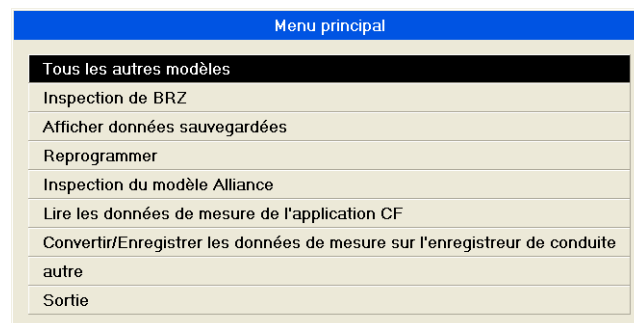 Menu principal
Tous les autres modèles
Inspection de BRZ
Afficher données sauvegardées
Reprogrammer
Inspection du modèle Alliance
Lire les données de mesure de l'application CF
Convertir/Enregistrer les données de mesure sur l'enregistreur de conduite
autre
Sortie